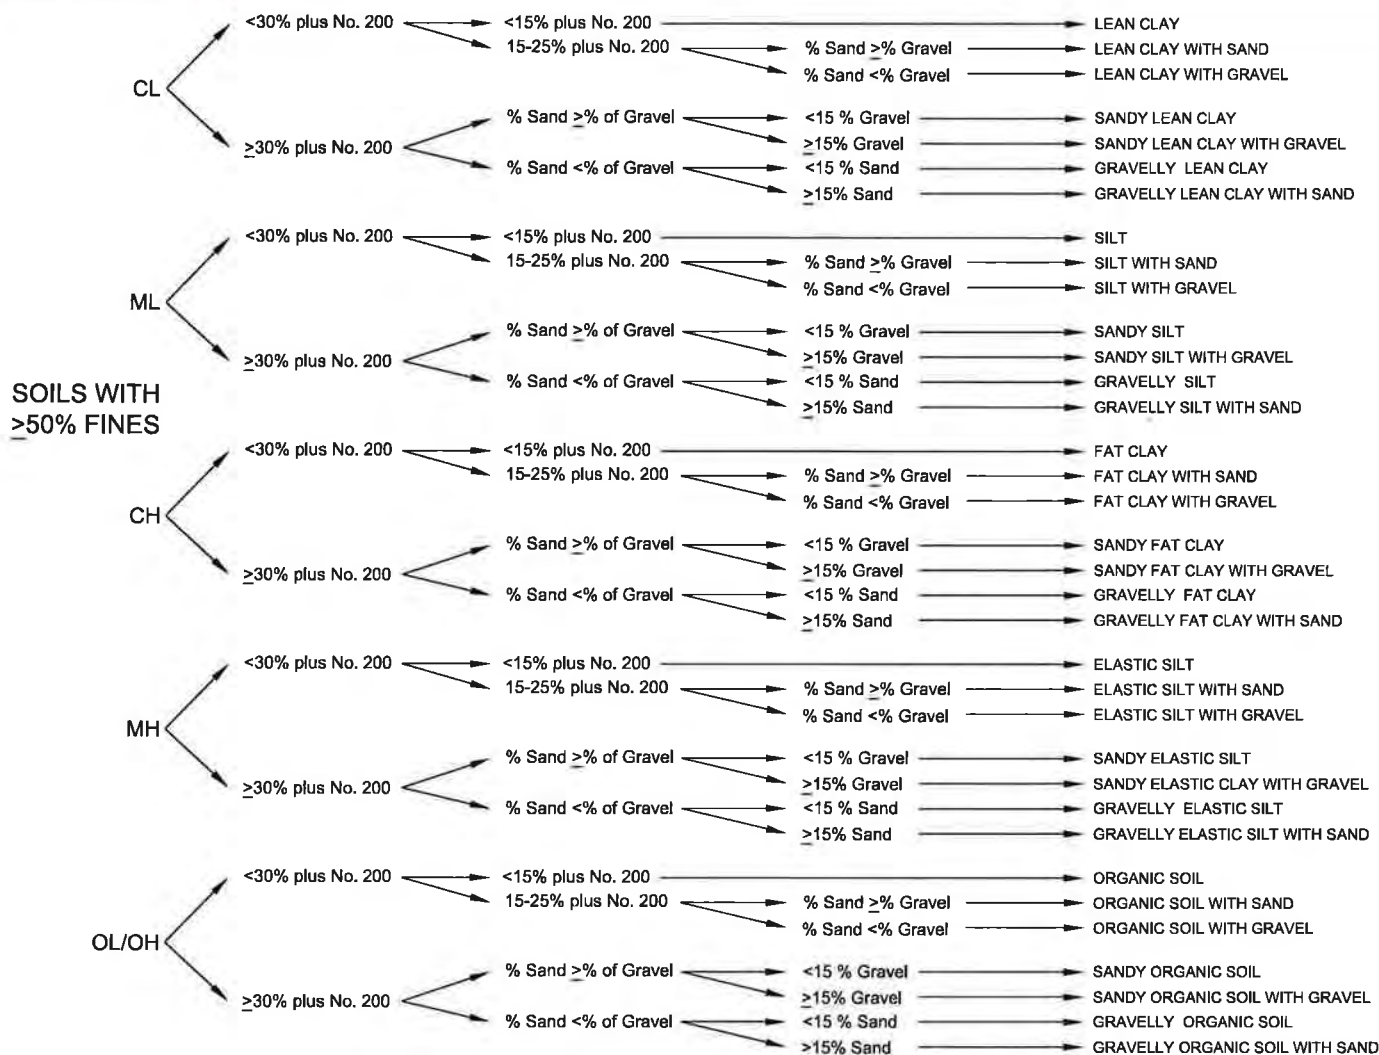 <30% plus No. 200 <15% plus No. 200 LEAN CLAY
15-25% plus No. 200 % Sand ≥% Gravel LEAN CLAY WITH SAND
% Sand <% Gravel LEAN CLAY WITH GRAVEL
CL
% Sand ≥% of Gravel <15 % Gravel SANDY LEAN CLAY
≥30% plus No. 200 ≥15% Gravel SANDY LEAN CLAY WITH GRAVEL
% Sand <% of Gravel <15 % Sand GRAVELLY LEAN CLAY
≥15% Sand GRAVELLY LEAN CLAY WITH SAND
<30% plus No. 200 <15% plus No. 200 SILT
15-25% plus No. 200 % Sand ≥% Gravel SILT WITH SAND
% Sand <% Gravel SILT WITH GRAVEL
ML
% Sand ≥% of Gravel <15 % Gravel SANDY SILT
≥30% plus No. 200 ≥15% Gravel SANDY SILT WITH GRAVEL
% Sand <% of Gravel <15 % Sand GRAVELLY SILT
≥15% Sand GRAVELLY SILT WITH SAND
SOILS WITH
≥50% FINES
<30% plus No. 200 <15% plus No. 200 FAT CLAY
15-25% plus No. 200 % Sand ≥% Gravel FAT CLAY WITH SAND
% Sand <% Gravel FAT CLAY WITH GRAVEL
CH
% Sand ≥% of Gravel <15 % Gravel SANDY FAT CLAY
≥30% plus No. 200 ≥15% Gravel SANDY FAT CLAY WITH GRAVEL
% Sand <% of Gravel <15 % Sand GRAVELLY FAT CLAY
≥15% Sand GRAVELLY FAT CLAY WITH SAND
<30% plus No. 200 <15% plus No. 200 ELASTIC SILT
15-25% plus No. 200 % Sand ≥% Gravel ELASTIC SILT WITH SAND
% Sand <% Gravel ELASTIC SILT WITH GRAVEL
MH
% Sand ≥% of Gravel <15 % Gravel SANDY ELASTIC SILT
≥30% plus No. 200 ≥15% Gravel SANDY ELASTIC CLAY WITH GRAVEL
% Sand <% of Gravel <15 % Sand GRAVELLY ELASTIC SILT
≥15% Sand GRAVELLY ELASTIC SILT WITH SAND
<30% plus No. 200 <15% plus No. 200 ORGANIC SOIL
15-25% plus No. 200 % Sand ≥% Gravel ORGANIC SOIL WITH SAND
% Sand <% Gravel ORGANIC SOIL WITH GRAVEL
OL/OH
% Sand ≥% of Gravel <15 % Gravel SANDY ORGANIC SOIL
≥30% plus No. 200 ≥15% Gravel SANDY ORGANIC SOIL WITH GRAVEL
% Sand <% of Gravel <15 % Sand GRAVELLY ORGANIC SOIL
>15% Sand GRAVELLY ORGANIC SOIL WITH SAND